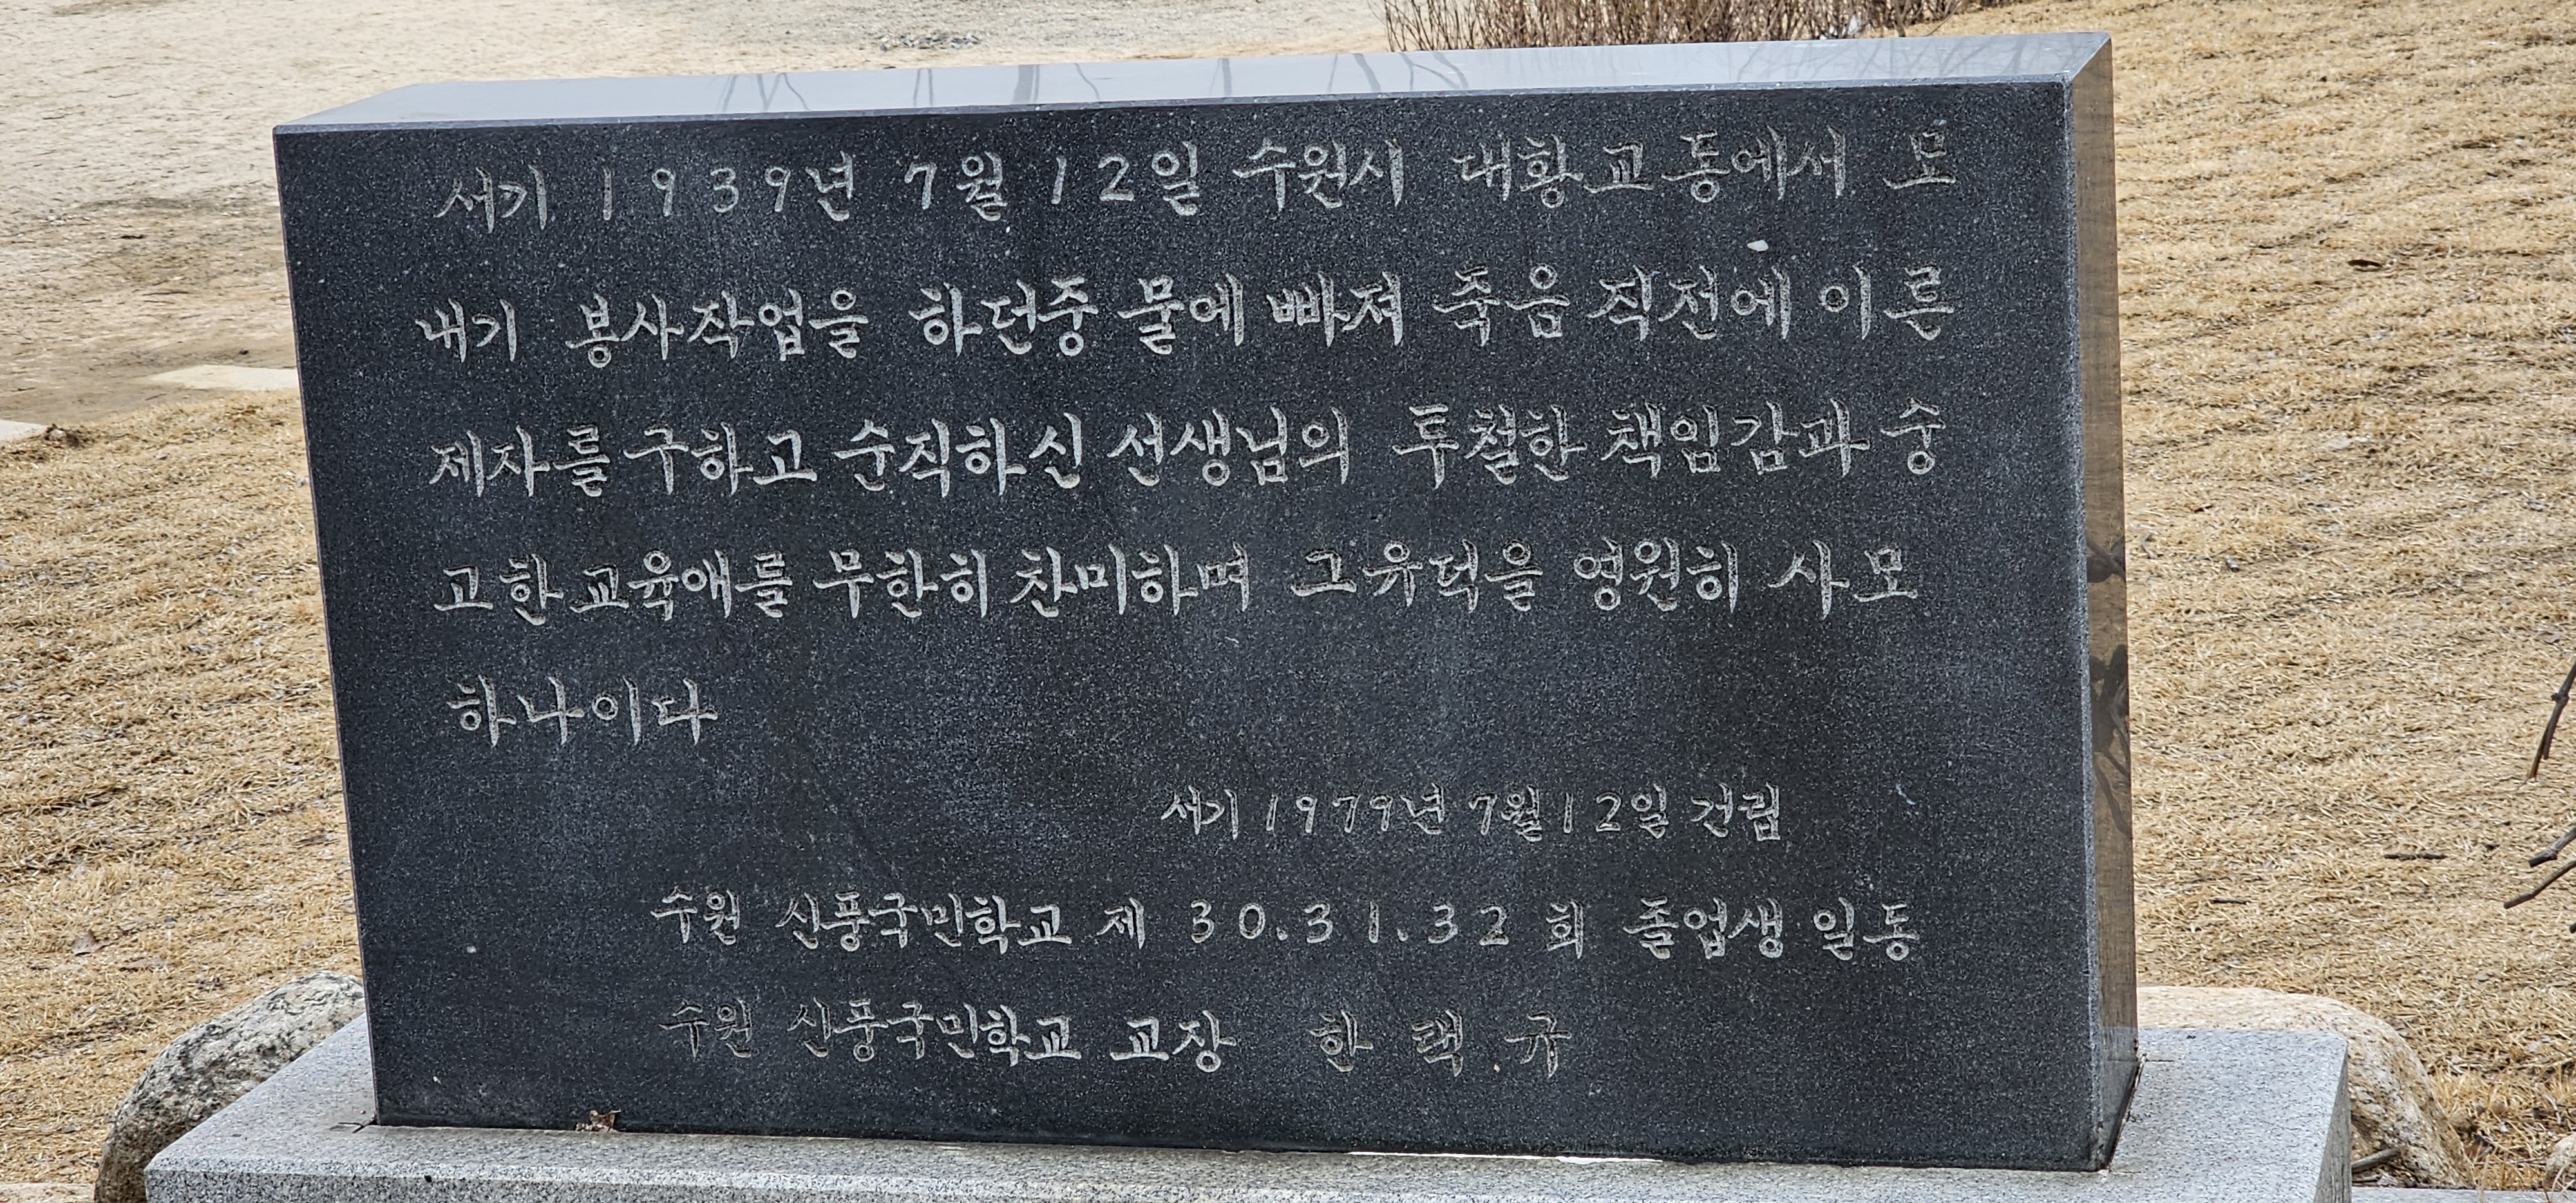 서기 1939년 7월 12일 수원시 대황교동에서 모
내기 봉사작업을 하던중 물에 빠져 죽음 직전에 이른
제자를 구하고 순직하신 선생님의 투철한 책임감과 숭
고한 교육애를 무한히 찬미하며 그 유덕을 영원히 사모
하나이다
서기 1979년 7월 12일 건립
수원 신풍국민학교 제 30.31.32 회 졸업생 일동
수원 신풍국민학교 교장 한 택 규